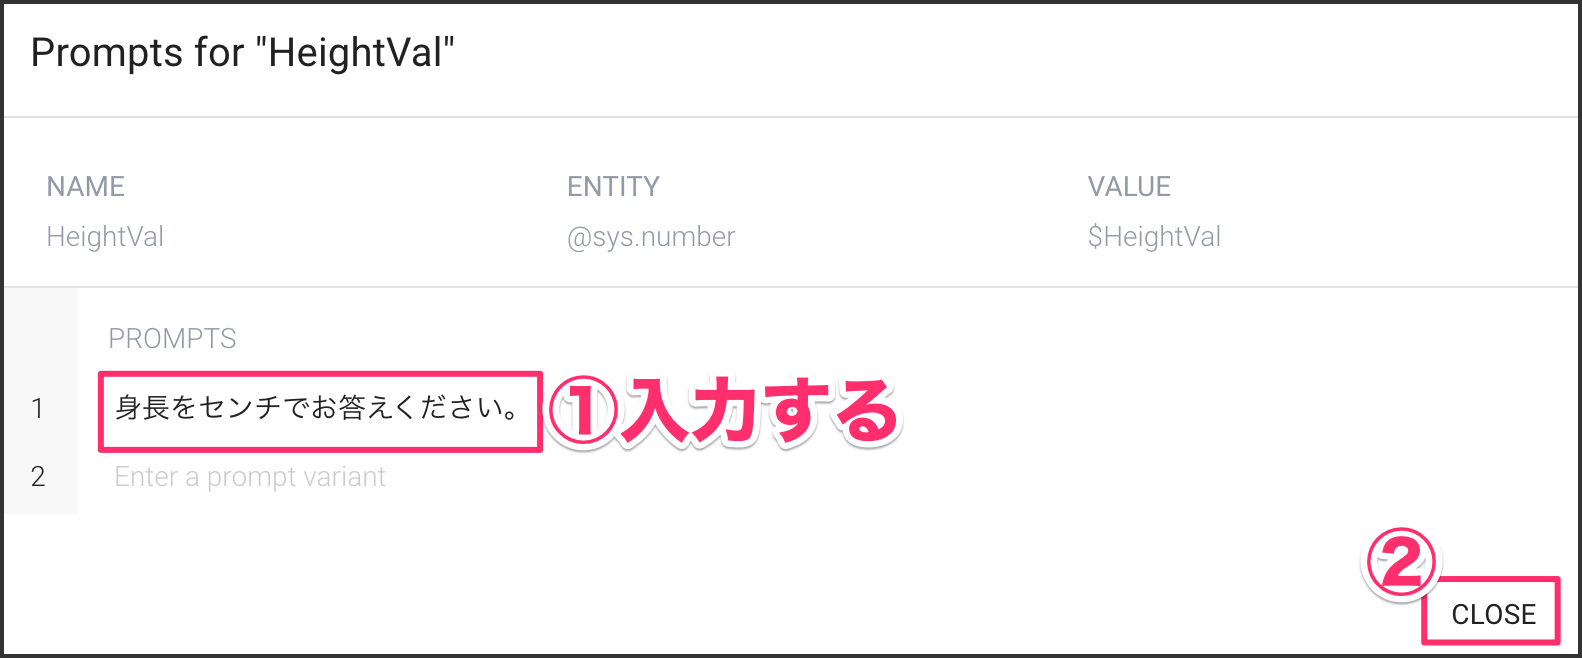 Prompts for "HeightVal"
NAME ENTITY VALUE
HeightVal @sys.number $HeightVal
PROMPTS
1 身長をセンチでお答えください。 ①入力する
2 Enter a prompt variant
②
CLOSE